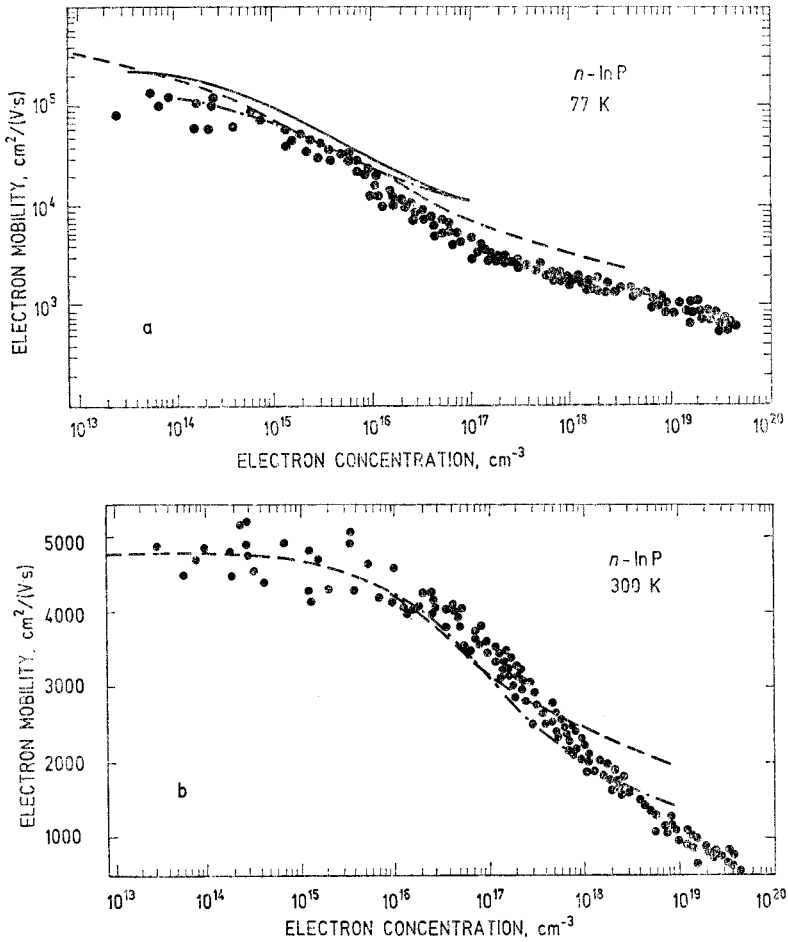 n-InP
77 K
ELECTRON MOBILITY, cm²/(V·s)
10⁵
10⁴
10³
a
10¹³ 10¹⁴ 10¹⁵ 10¹⁶ 10¹⁷ 10¹⁸ 10¹⁹ 10²⁰
ELECTRON CONCENTRATION, cm⁻³
n-InP
300 K
ELECTRON MOBILITY, cm²/(V·s)
5000
4000
3000
2000
1000
b
10¹³ 10¹⁴ 10¹⁵ 10¹⁶ 10¹⁷ 10¹⁸ 10¹⁹ 10²⁰
ELECTRON CONCENTRATION, cm⁻³